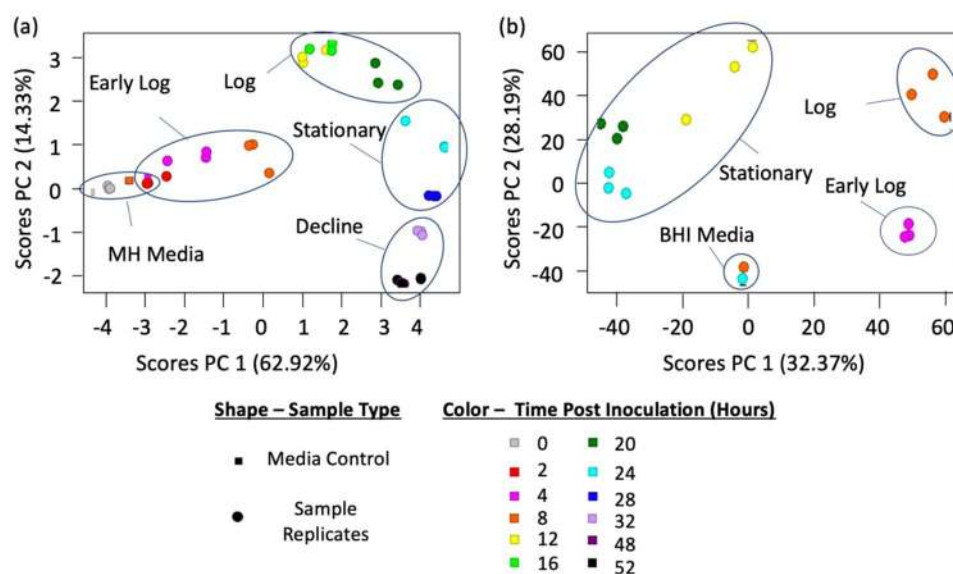 (a)
Scores PC 2 (14.33%)
3
2
1
0
-1
-2
Early Log
Log
Stationary
Decline
MH Media
-4 -3 -2 -1 0 1 2 3 4
Scores PC 1 (62.92%)
(b)
Scores PC 2 (28.19%)
60
40
20
0
-20
-40
Log
Stationary
Early Log
BHI Media
-40 -20 0 20 40 60
Scores PC 1 (32.37%)
Shape – Sample Type
Media Control
Sample
Replicates
Color – Time Post Inoculation (Hours)
0 20
2 24
4 28
8 32
12 48
16 52